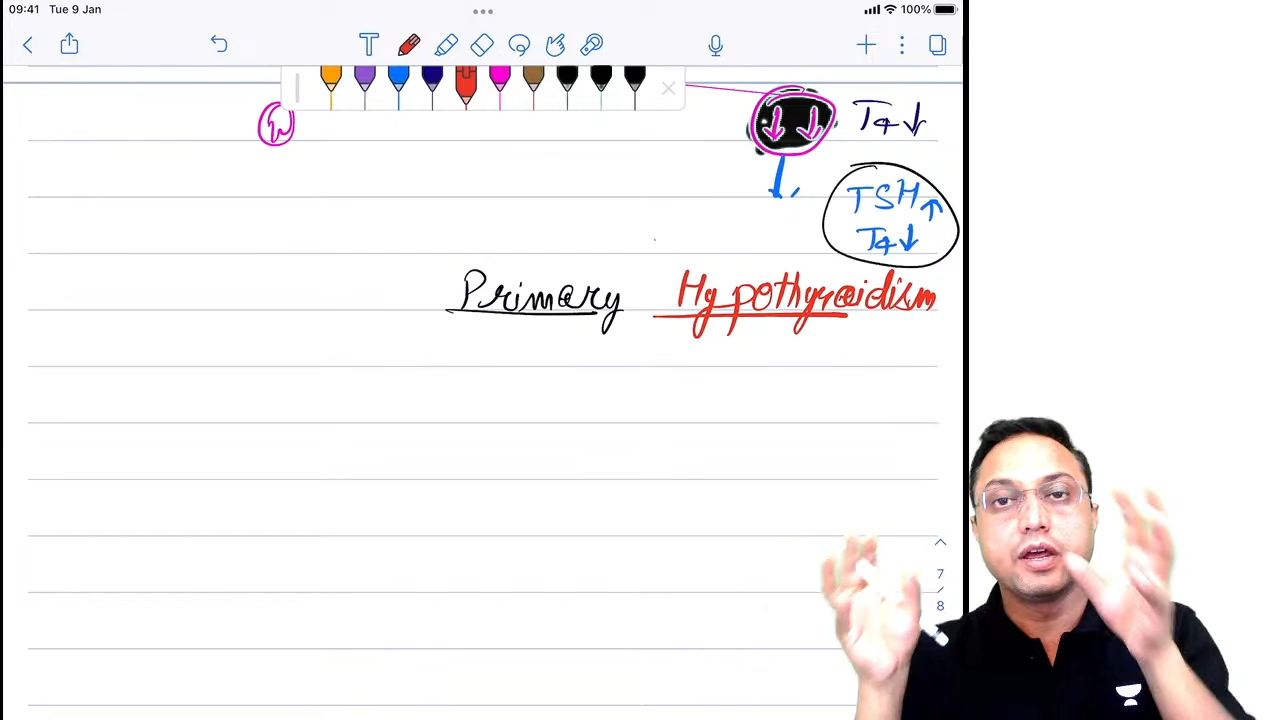 09:41 Tue 9 Jan 100%
T
T4↓
TSH↑
T4↓
Primary Hypothyroidism
7
/
8